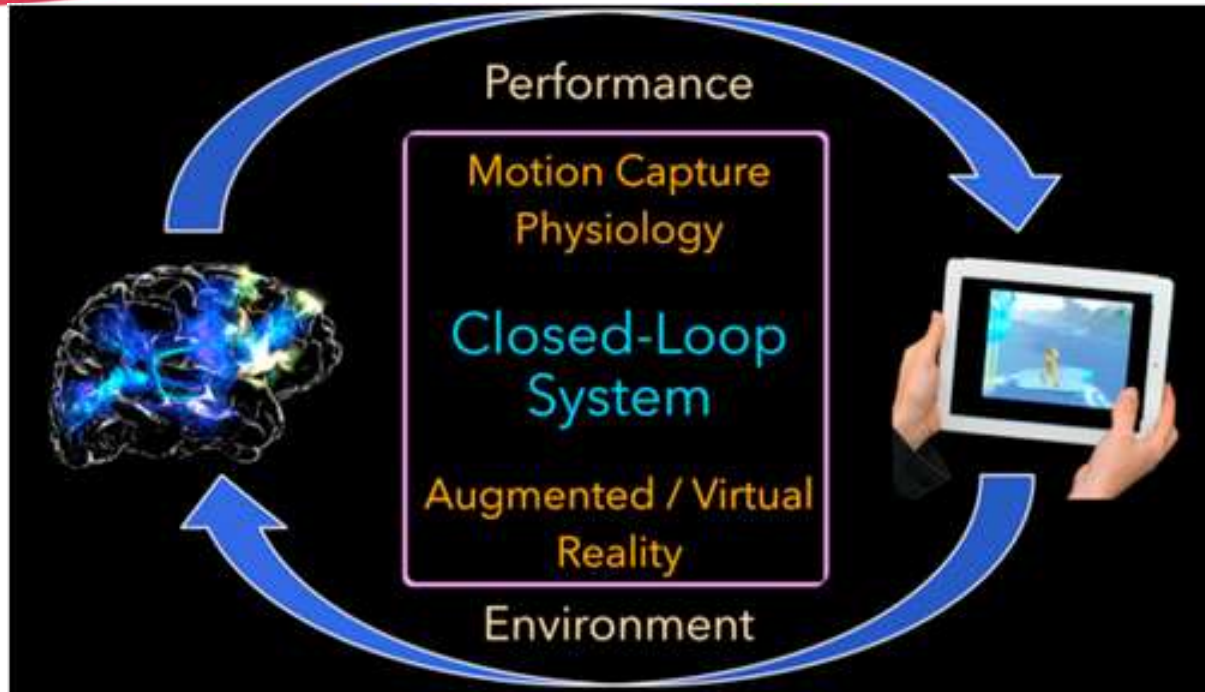 Performance
Motion Capture
Physiology
Closed-Loop
System
Augmented / Virtual
Reality
Environment